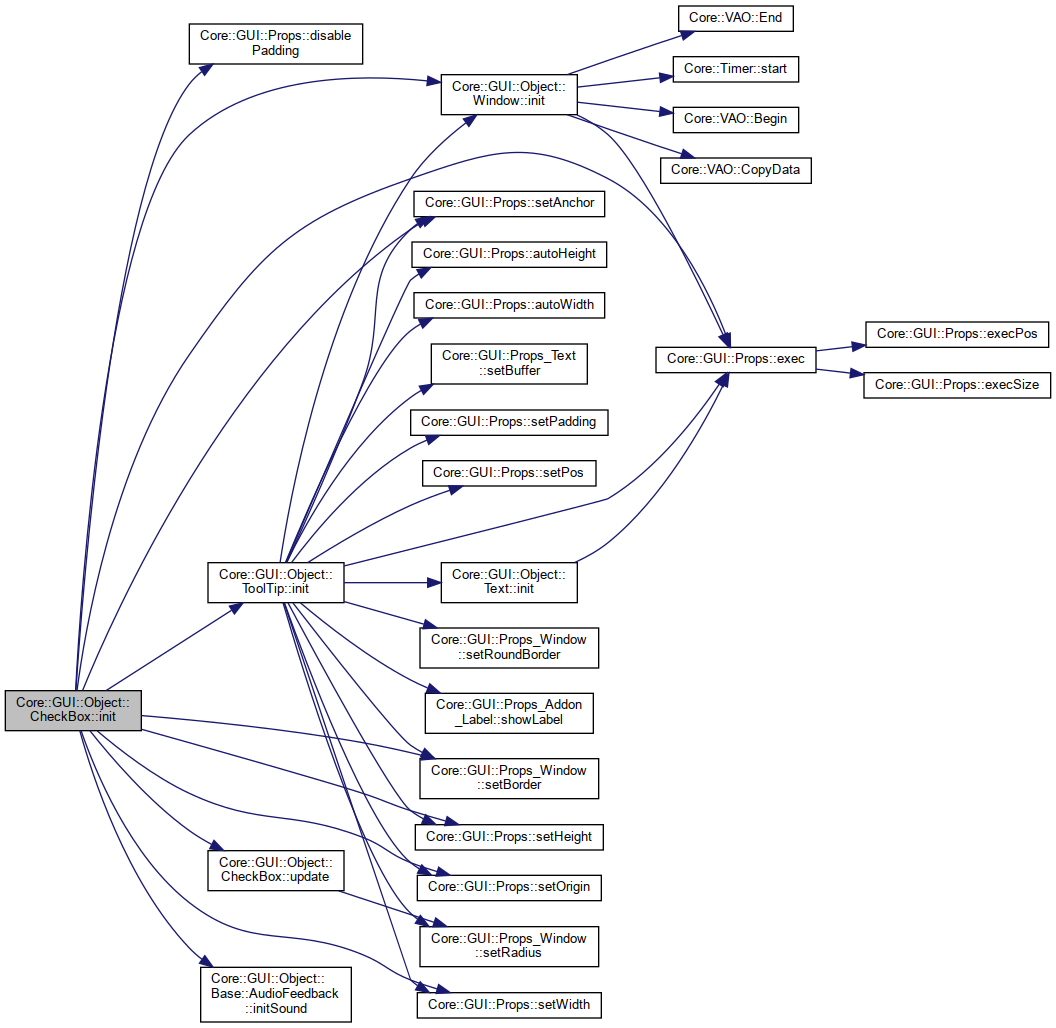 Core::GUI::Props::disable
Padding
Core::GUI::Object::
Window::init
Core::VAO::End
Core::Timer::start
Core::VAO::Begin
Core::VAO::CopyData
Core::GUI::Props::setAnchor
Core::GUI::Props::autoHeight
Core::GUI::Props::autoWidth
Core::GUI::Props_Text
::setBuffer
Core::GUI::Props::exec
Core::GUI::Props::execPos
Core::GUI::Props::execSize
Core::GUI::Props::setPadding
Core::GUI::Props::setPos
Core::GUI::Object::
ToolTip::init
Core::GUI::Object::
Text::init
Core::GUI::Props_Window
::setRoundBorder
Core::GUI::Object::
CheckBox::init
Core::GUI::Props_Addon
_Label::showLabel
Core::GUI::Props_Window
::setBorder
Core::GUI::Props::setHeight
Core::GUI::Object::
CheckBox::update
Core::GUI::Props::setOrigin
Core::GUI::Props_Window
::setRadius
Core::GUI::Object::
Base::AudioFeedback
::initSound
Core::GUI::Props::setWidth